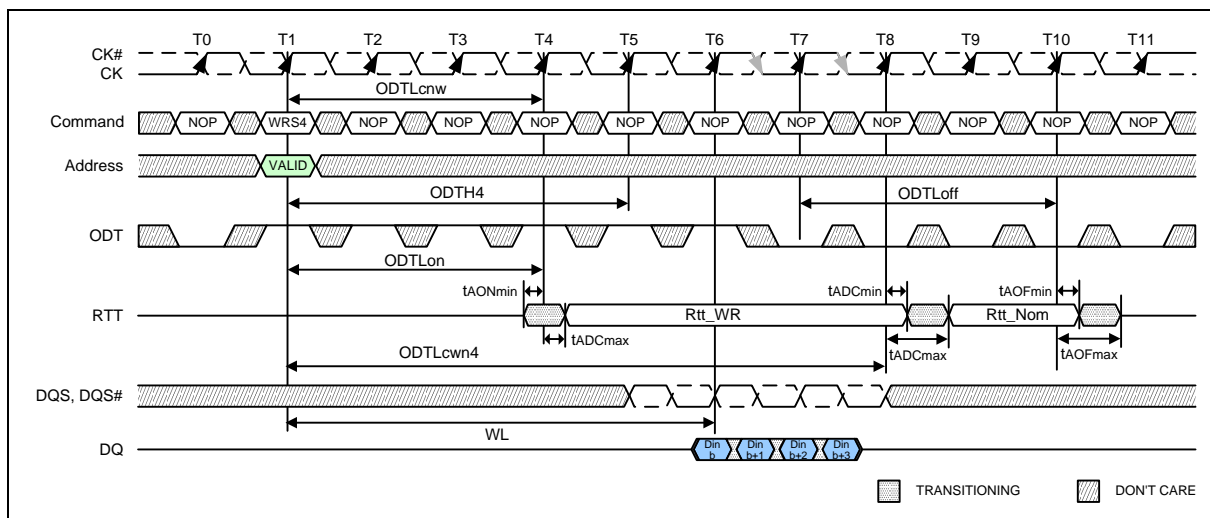 T0 T1 T2 T3 T4 T5 T6 T7 T8 T9 T10 T11
CK#
CK
ODTLcnw
Command NOP WRS4 NOP NOP NOP NOP NOP NOP NOP NOP NOP NOP
Address VALID
ODTH4 ODTLoff
ODT
ODTLon
tAONmin tADCmin tAOFmin
RTT Rtt_WR Rtt_Nom
tADCmax tADCmax tAOFmax
ODTLcwn4
DQS, DQS#
WL
DQ Din b Din b+1 Din b+2 Din b+3
TRANSITIONING DON'T CARE